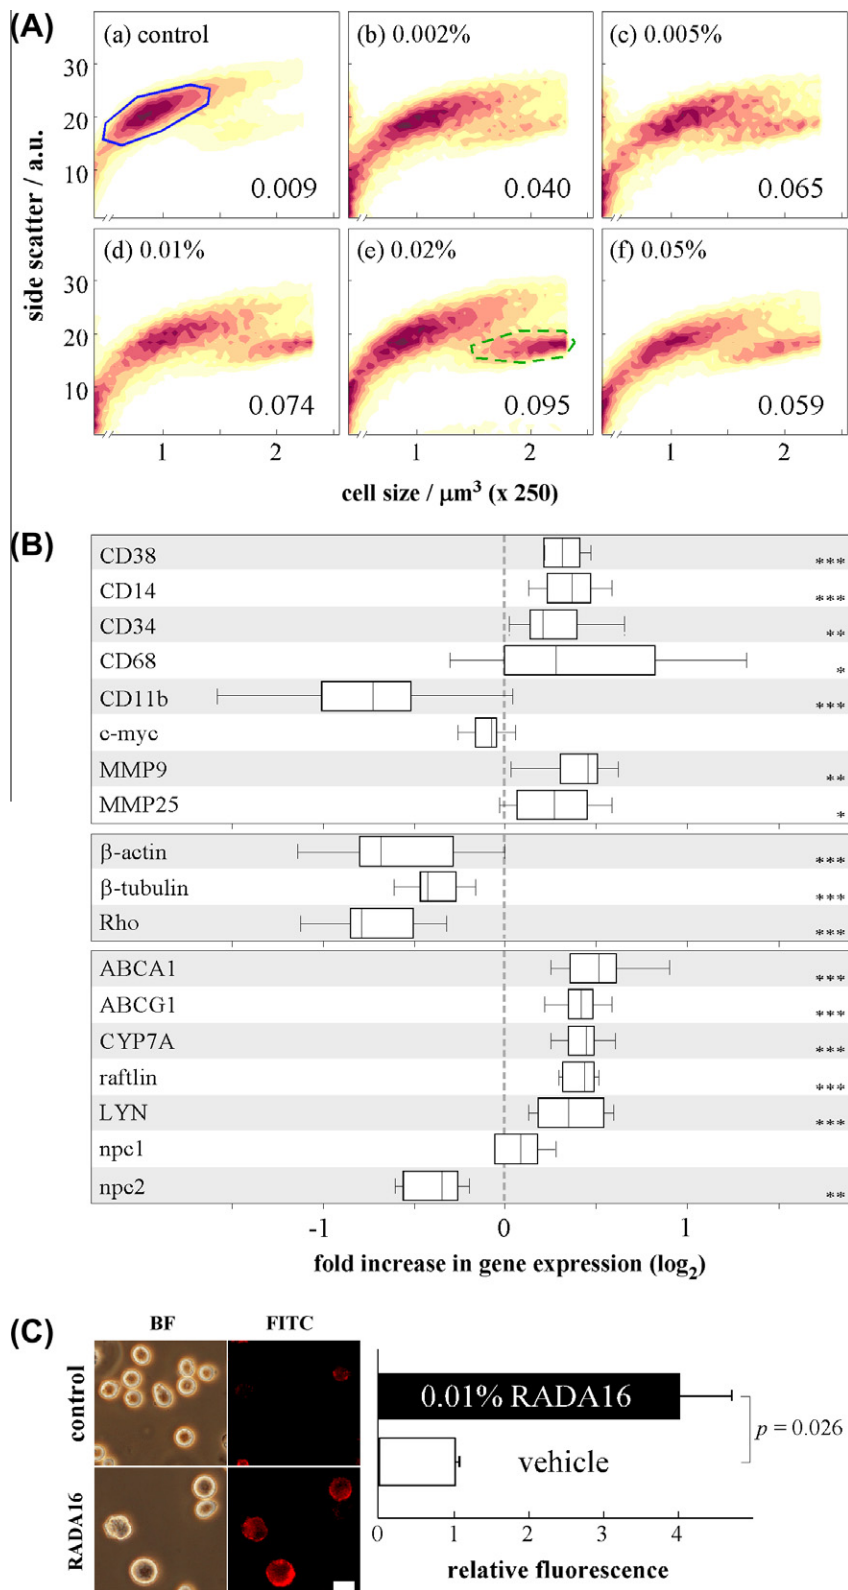 (A)
(a) control
(b) 0.002%
(c) 0.005%
30
20
10
0.009
0.040
0.065
side scatter / a.u.
(d) 0.01%
(e) 0.02%
(f) 0.05%
30
20
10
0.074
0.095
0.059
1 2 1 2 1 2
cell size / μm³ (x 250)
(B)
CD38 ***
CD14 ***
CD34 **
CD68 *
CD11b ***
c-myc
MMP9 **
MMP25 *
β-actin ***
β-tubulin ***
Rho ***
ABCA1 ***
ABCG1 ***
CYP7A ***
raftlin ***
LYN ***
npc1
npc2 **
-1 0 1
fold increase in gene expression (log₂)
(C)
BF FITC
control
RADA16
0.01% RADA16
vehicle
p = 0.026
0 1 2 3 4
relative fluorescence